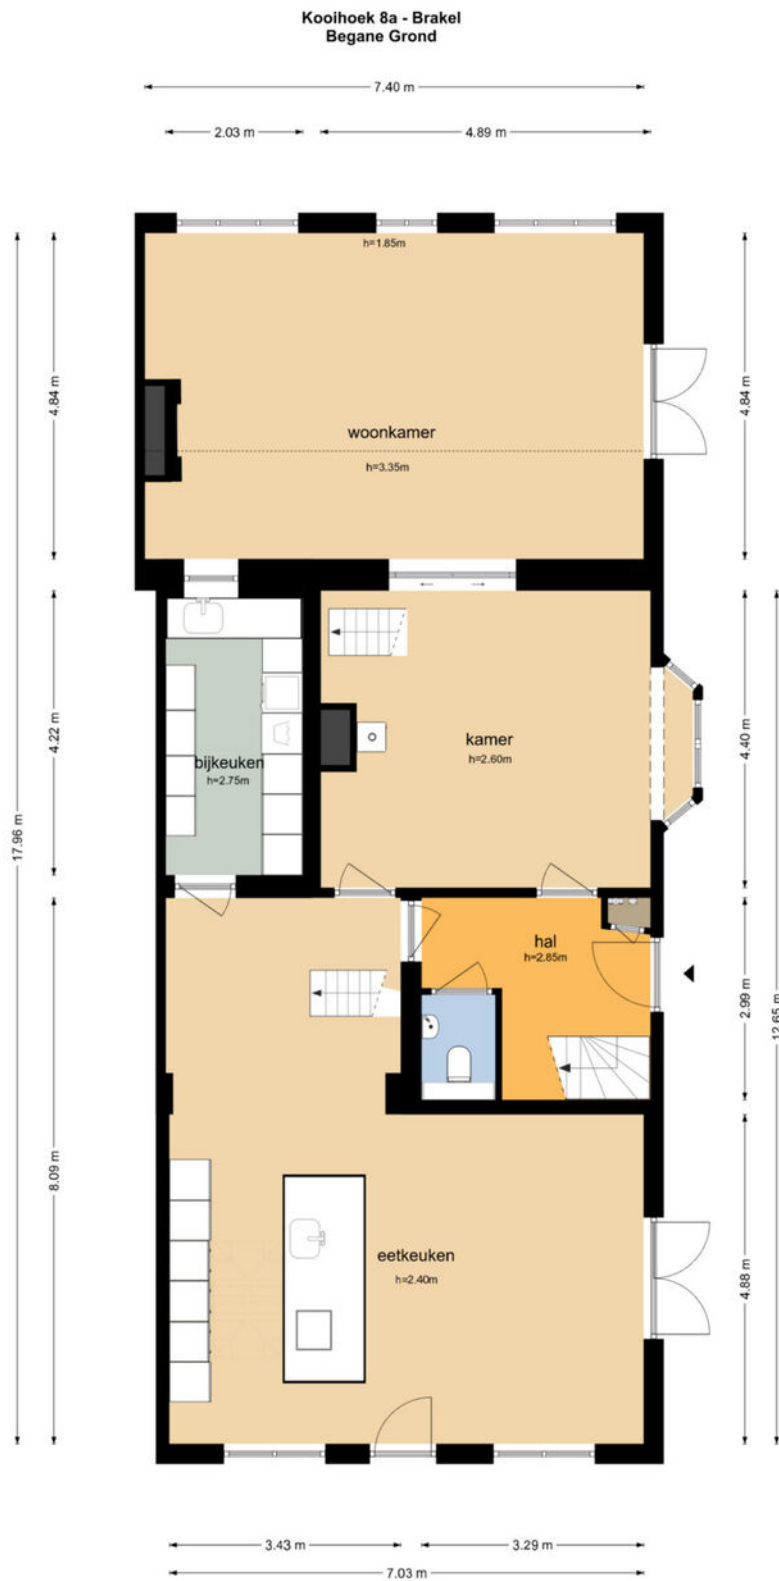 Kooihoek 8a - Brakel
Begane Grond
7.40 m
2.03 m
4.89 m
h=1.85m
4.84 m
4.84 m
woonkamer
h=3.35m
17.96 m
4.22 m
bijkeuken
h=2.75m
kamer
h=2.60m
4.40 m
12.65 m
hal
h=2.85m
2.99 m
8.09 m
eetkeuken
h=2.40m
4.88 m
3.43 m
3.29 m
7.03 m